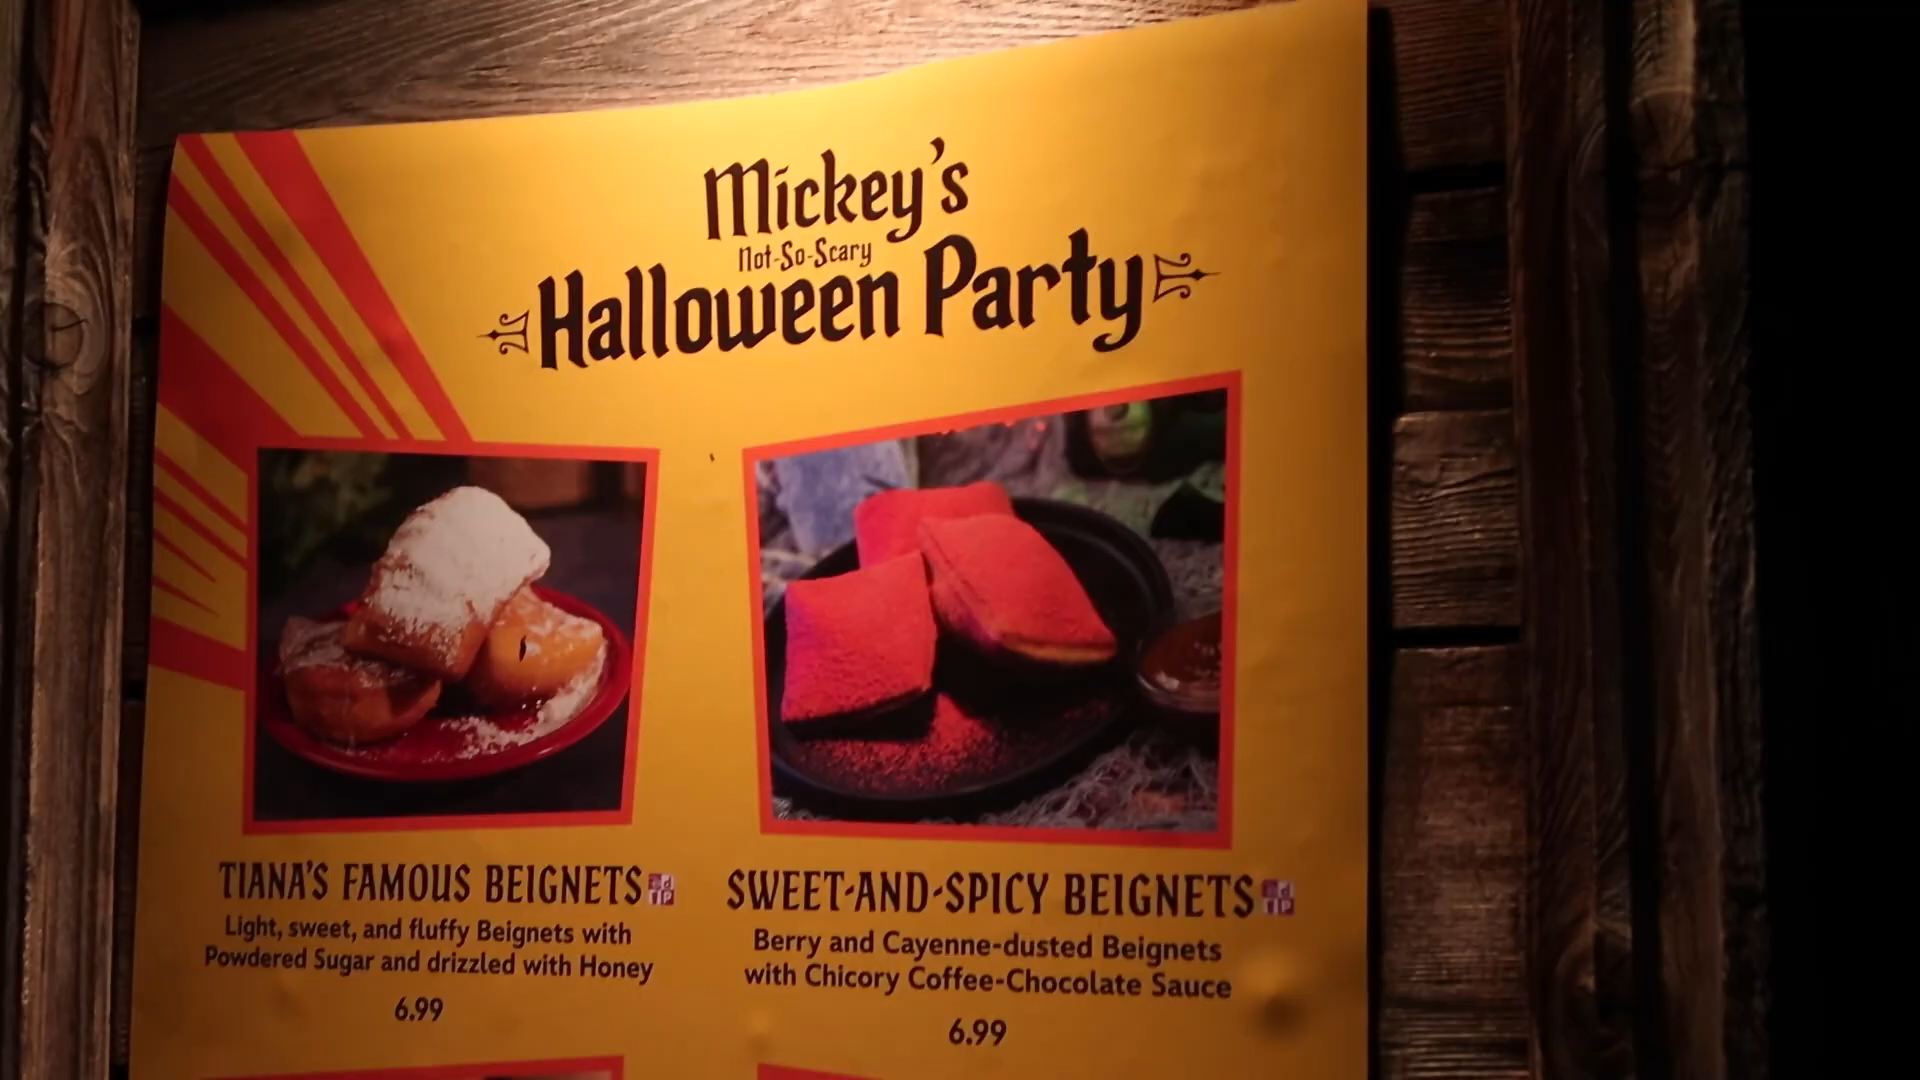 Mickey's
Not-So-Scary
Halloween Party
TIANA'S FAMOUS BEIGNETS
Light, sweet, and fluffy Beignets with
Powdered Sugar and drizzled with Honey
6.99
SWEET-AND-SPICY BEIGNETS
Berry and Cayenne-dusted Beignets
with Chicory Coffee-Chocolate Sauce
6.99